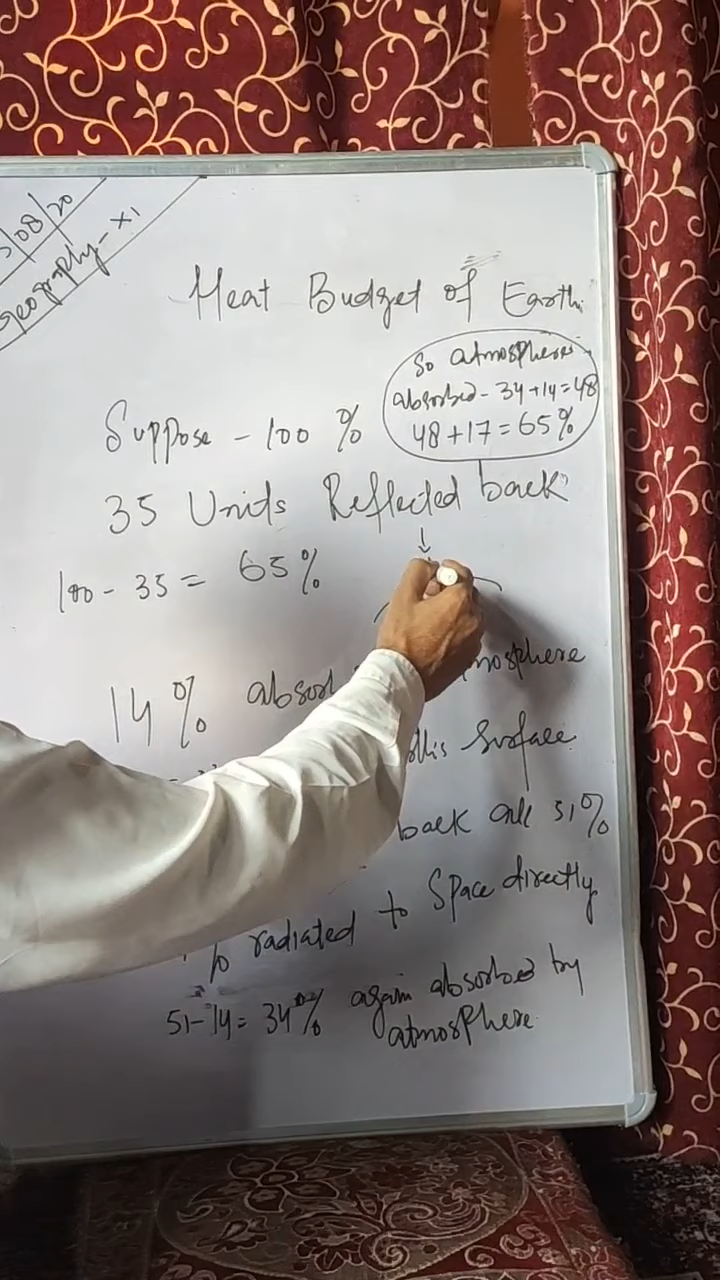 /08/20
Geography - XI
Heat Budget of Earth
So atmosphere
absorbed - 34+14=48
48+17=65%
Suppose - 100 %
35 Units Reflected back
100 - 35 = 65%
14% absor mosphere
Surface
back all 51%
% radiated to Space directly
51-14= 34% again absorbed by
atmosphere